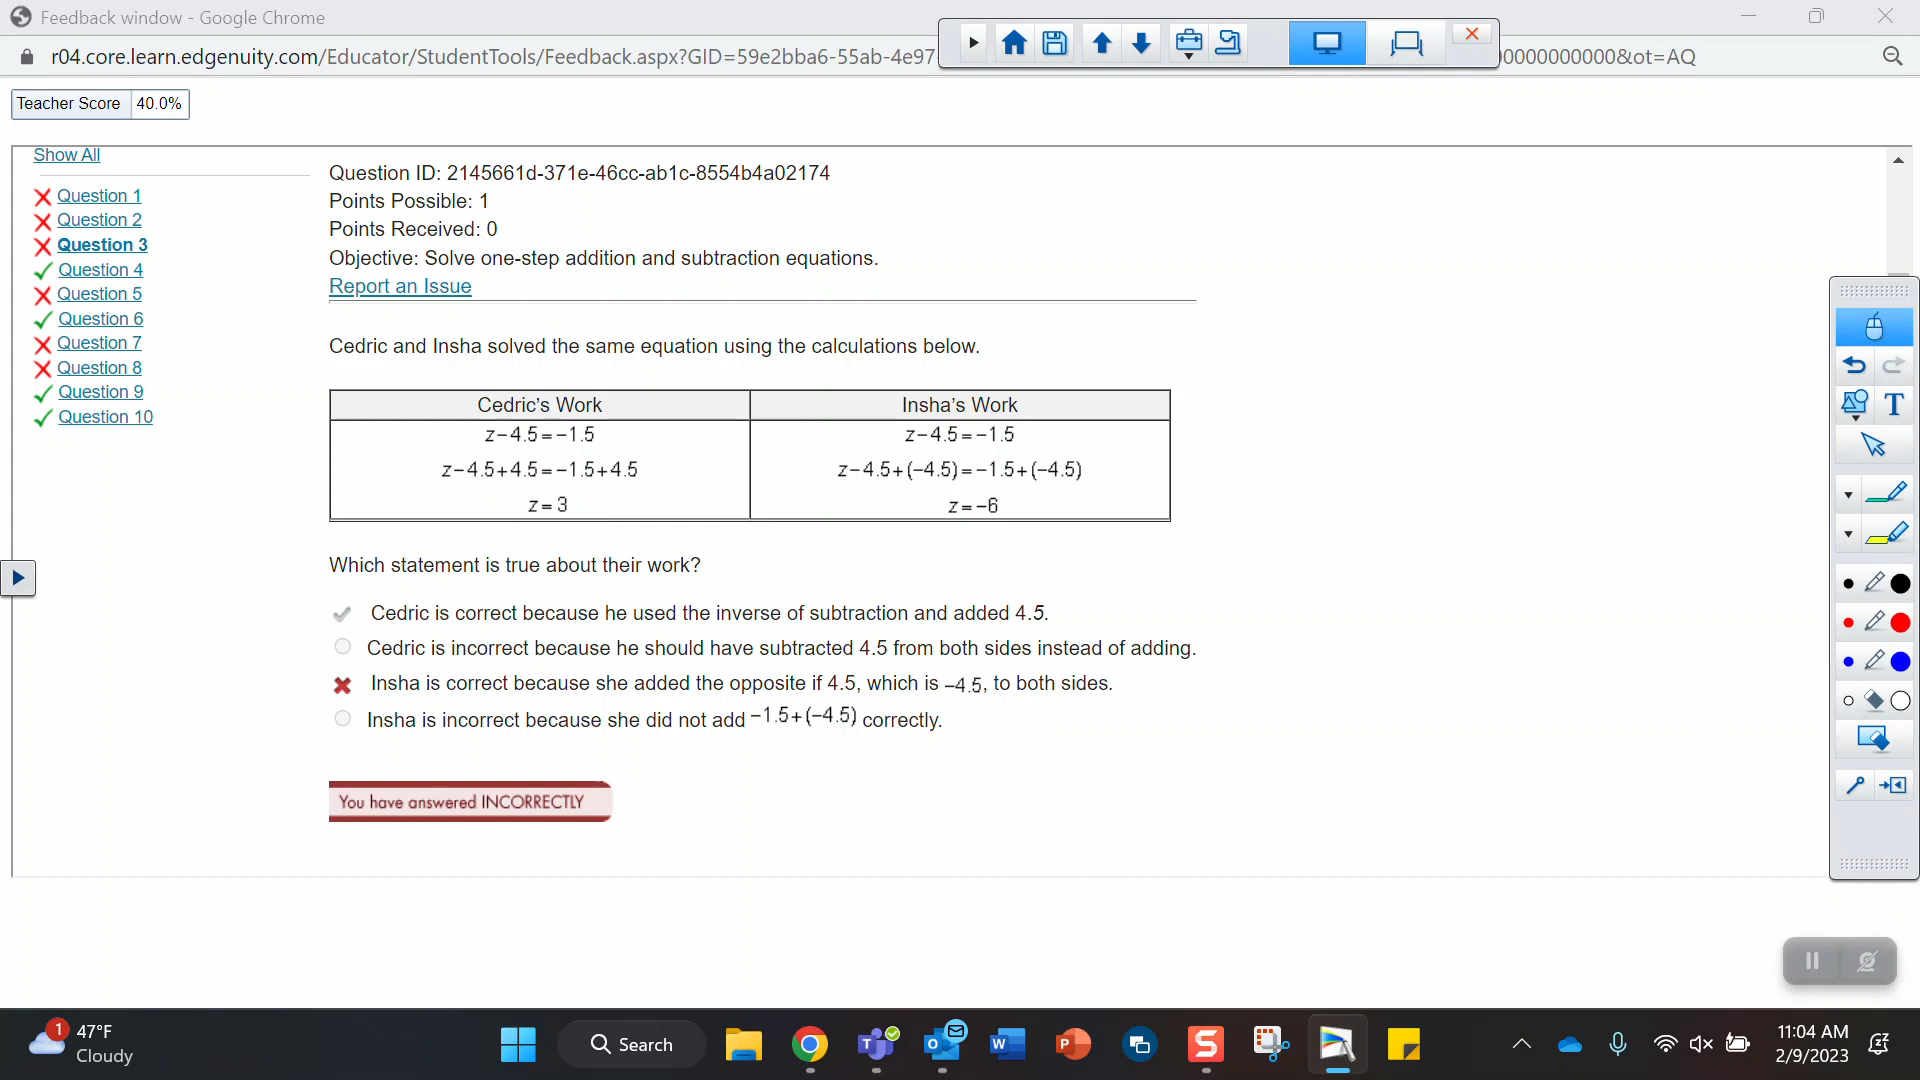 Feedback window - Google Chrome
r04.core.learn.edgenuity.com/Educator/StudentTools/Feedback.aspx?GID=59e2bba6-55ab-4e97- 0000000000&ot=AQ
Teacher Score 40.0%
Show All
Question 1
Question 2
Question 3
Question 4
Question 5
Question 6
Question 7
Question 8
Question 9
Question 10
Question ID: 2145661d-371e-46cc-ab1c-8554b4a02174
Points Possible: 1
Points Received: 0
Objective: Solve one-step addition and subtraction equations.
Report an Issue
Cedric and Insha solved the same equation using the calculations below.
Cedric's Work Insha's Work
z−4.5=−1.5 z−4.5=−1.5
z−4.5+4.5=−1.5+4.5 z−4.5+(−4.5)=−1.5+(−4.5)
z=3 z=−6
Which statement is true about their work?
Cedric is correct because he used the inverse of subtraction and added 4.5.
Cedric is incorrect because he should have subtracted 4.5 from both sides instead of adding.
Insha is correct because she added the opposite if 4.5, which is −4.5, to both sides.
Insha is incorrect because she did not add −1.5+(−4.5) correctly.
You have answered INCORRECTLY
T
1
47°F
Cloudy
Search
11:04 AM
2/9/2023